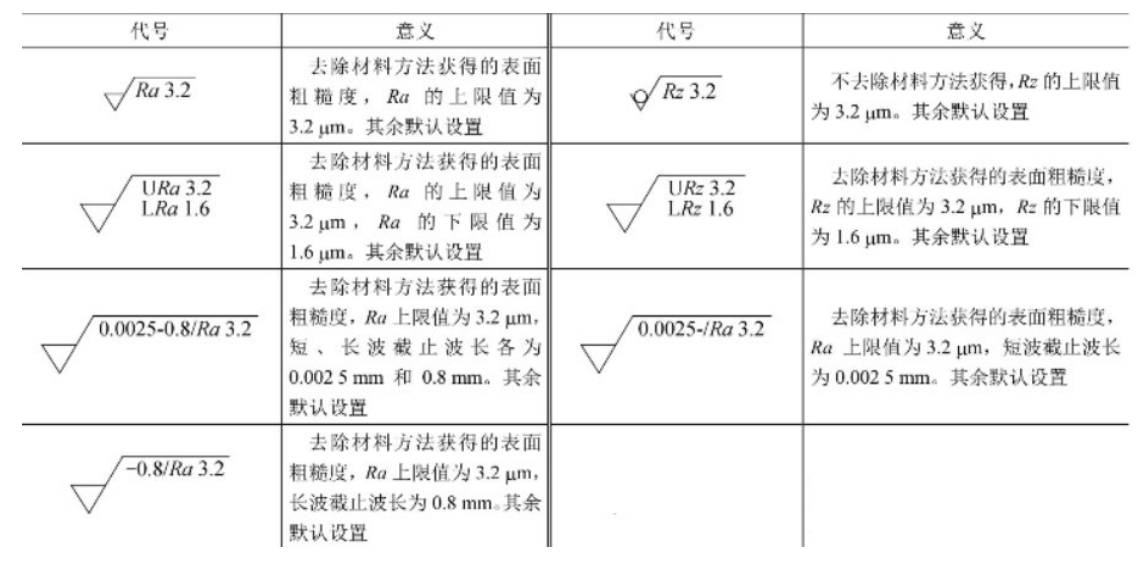 代号
意义
代号
意义
Ra 3.2
去除材料方法获得的表面
粗糙度，Ra 的上限值为
3.2 μm。其余默认设置
Rz 3.2
不去除材料方法获得，Rz 的上限值
为 3.2 μm。其余默认设置
URa 3.2
LRa 1.6
去除材料方法获得的表面
粗糙度，Ra 的上限值为
3.2 μm，Ra 的下限值为
1.6 μm。其余默认设置
URz 3.2
LRz 1.6
去除材料方法获得的表面粗糙度，
Rz 的上限值为 3.2 μm，Rz 的下限值
为 1.6 μm。其余默认设置
0.0025-0.8/Ra 3.2
去除材料方法获得的表面
粗糙度，Ra 上限值为 3.2 μm，
短、长波截止波长各为
0.002 5 mm 和 0.8 mm。其余
默认设置
0.0025-/Ra 3.2
去除材料方法获得的表面粗糙度，
Ra 上限值为 3.2 μm，短波截止波长
为 0.002 5 mm。其余默认设置
-0.8/Ra 3.2
去除材料方法获得的表面
粗糙度，Ra 上限值为 3.2 μm，
长波截止波长为 0.8 mm。其余
默认设置